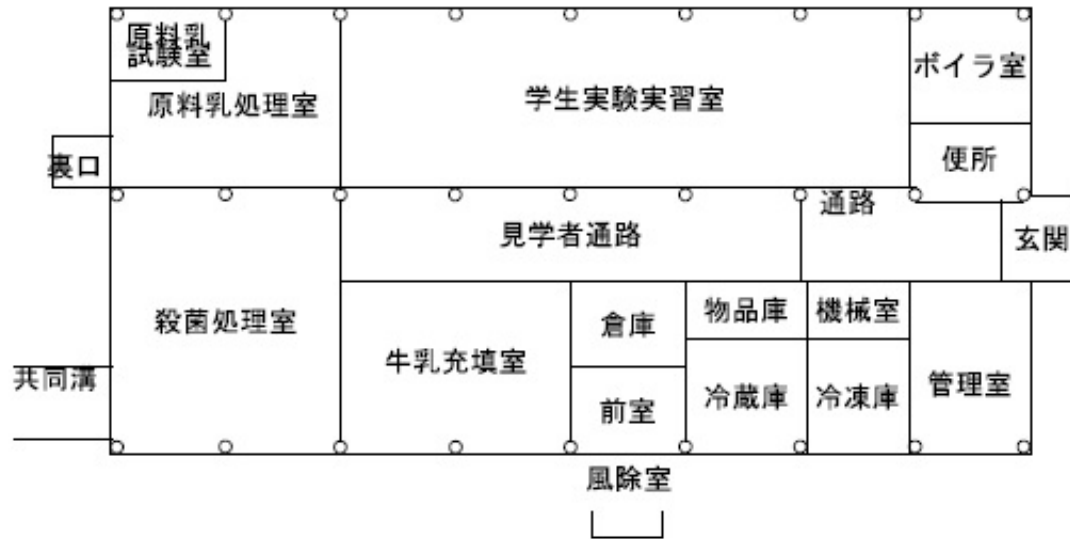 原料乳
試験室
原料乳処理室
学生実験実習室
ボイラ室
便所
裏口
通路
見学者通路
玄関
殺菌処理室
牛乳充填室
倉庫
物品庫
機械室
共同溝
前室
冷蔵庫
冷凍庫
管理室
風除室